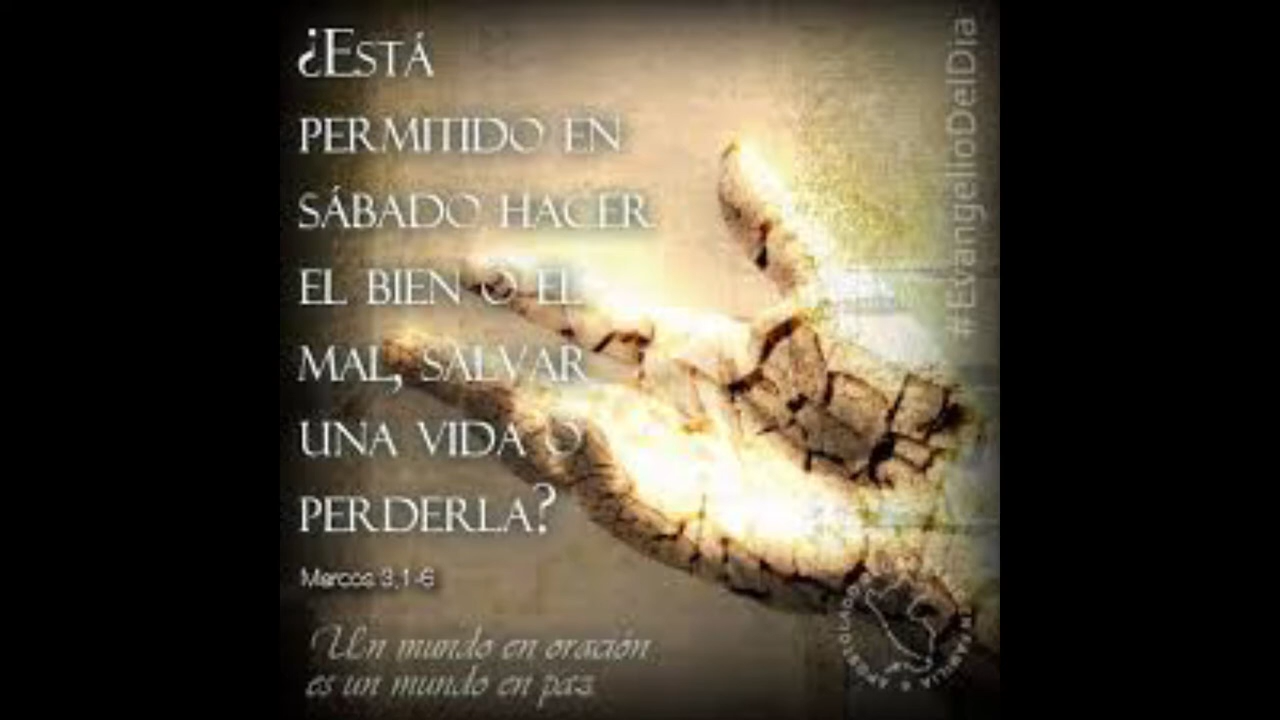 ¿ESTÁ
PERMITIDO EN
SÁBADO HACER
EL BIEN O EL
MAL, SALVAR
UNA VIDA O
PERDERLA?
Marcos 3,1-6
Un mundo en oración
es un mundo en paz
#EvangelioDelDia
APOSTOLADO